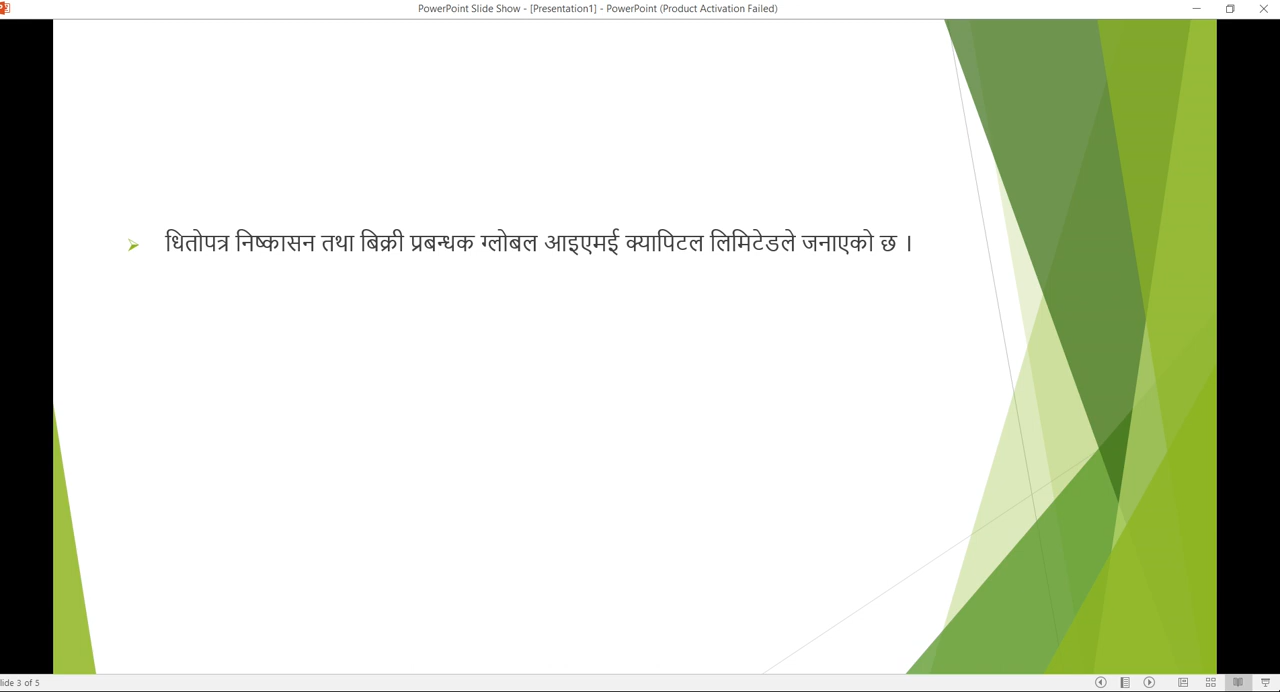 PowerPoint Slide Show - [Presentation1] - PowerPoint (Product Activation Failed)
धितोपत्र निष्कासन तथा बिक्री प्रबन्धक ग्लोबल आइएमई क्यापिटल लिमिटेडले जनाएको छ ।
lide 3 of 5